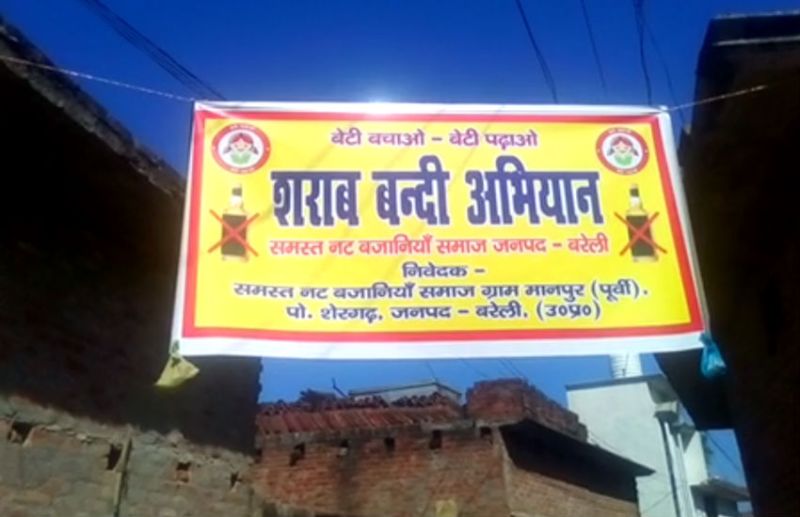 बेटी बचाओ - बेटी पढ़ाओ
शराब बन्दी अभियान
समस्त नट बजानियाँ समाज जनपद - बरेली
निवेदक -
समस्त नट बजानियाँ समाज ग्राम मानपुर (पूर्वी),
पो. शेरगढ़, जनपद - बरेली, (उ०प्र०)